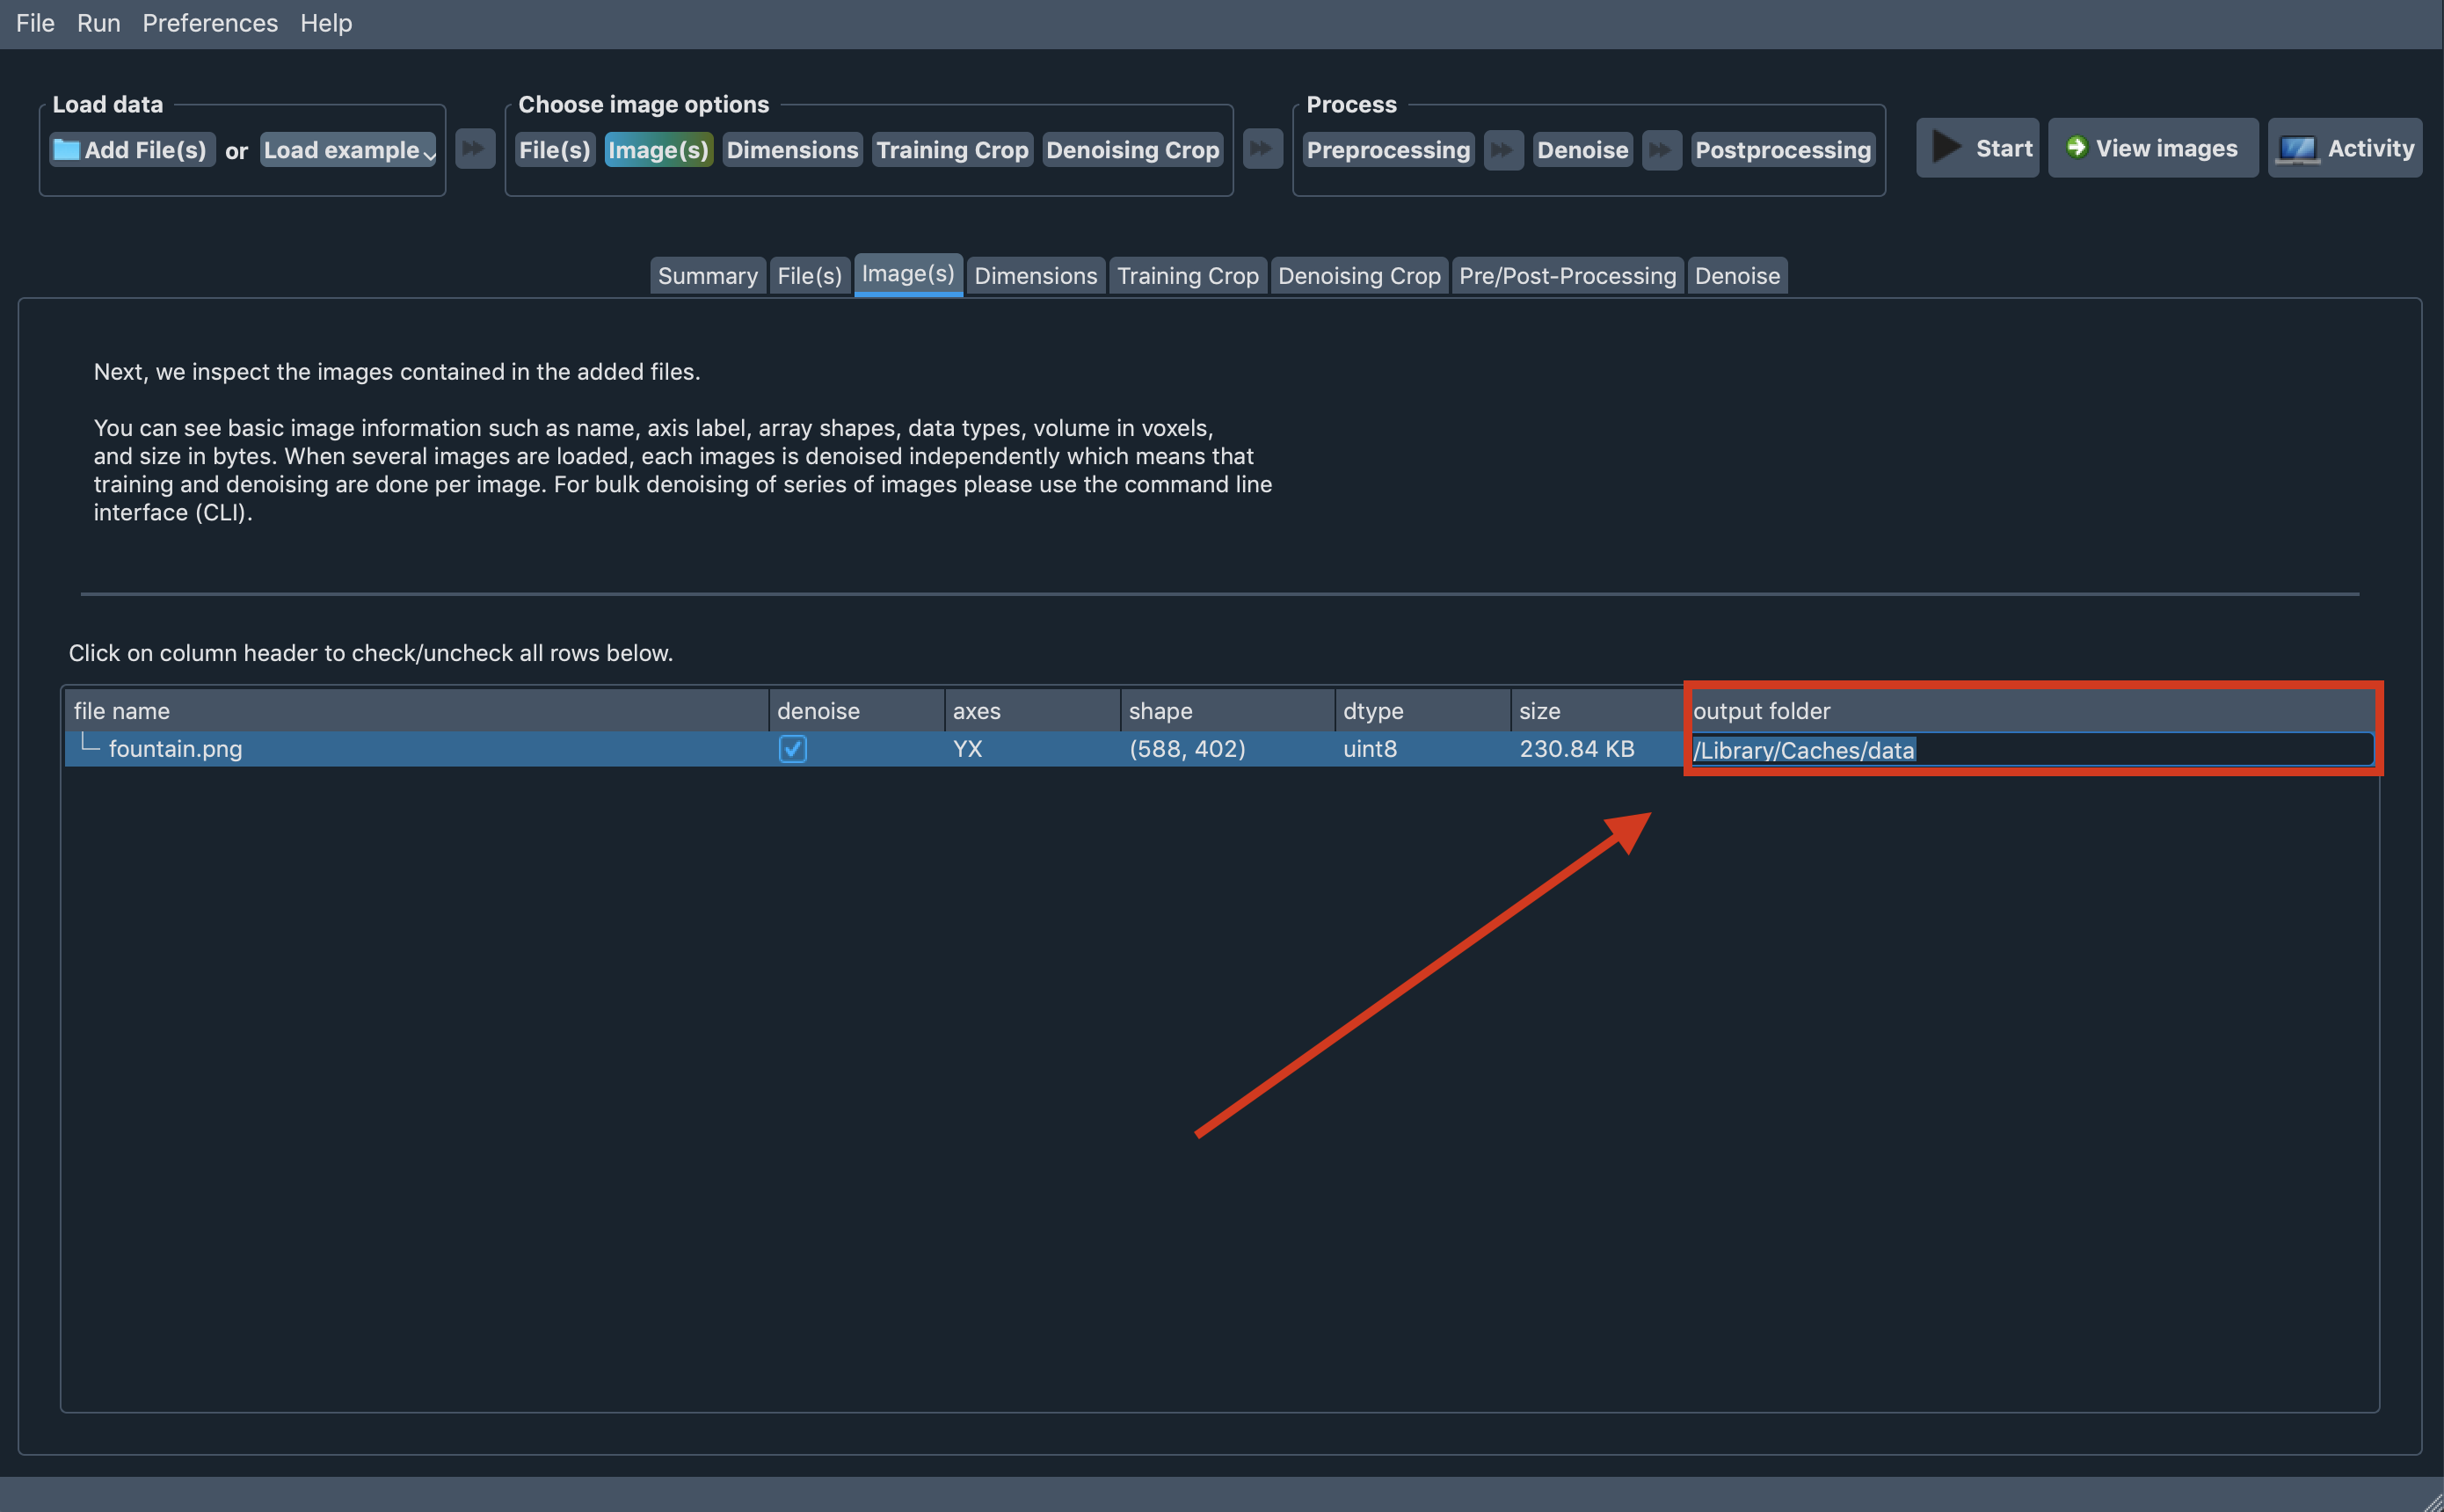 File Run Preferences Help
Load data Choose image options Process
Add File(s) or Load example File(s) Image(s) Dimensions Training Crop Denoising Crop Preprocessing Denoise Postprocessing Start View images Activity
Summary File(s) Image(s) Dimensions Training Crop Denoising Crop Pre/Post-Processing Denoise
Next, we inspect the images contained in the added files.
You can see basic image information such as name, axis label, array shapes, data types, volume in voxels,
and size in bytes. When several images are loaded, each images is denoised independently which means that
training and denoising are done per image. For bulk denoising of series of images please use the command line
interface (CLI).
Click on column header to check/uncheck all rows below.
file name denoise axes shape dtype size output folder
fountain.png YX (588, 402) uint8 230.84 KB /Library/Caches/data